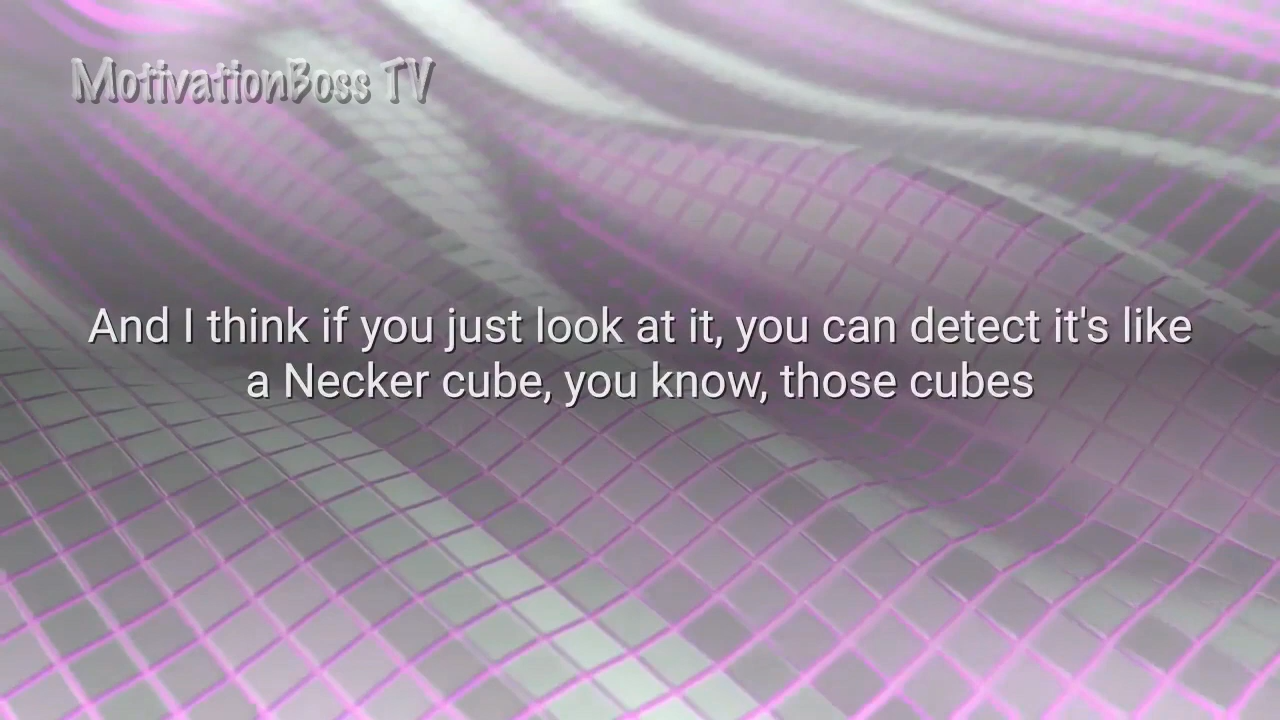 MotivationBoss TV
And I think if you just look at it, you can detect it's like
a Necker cube, you know, those cubes